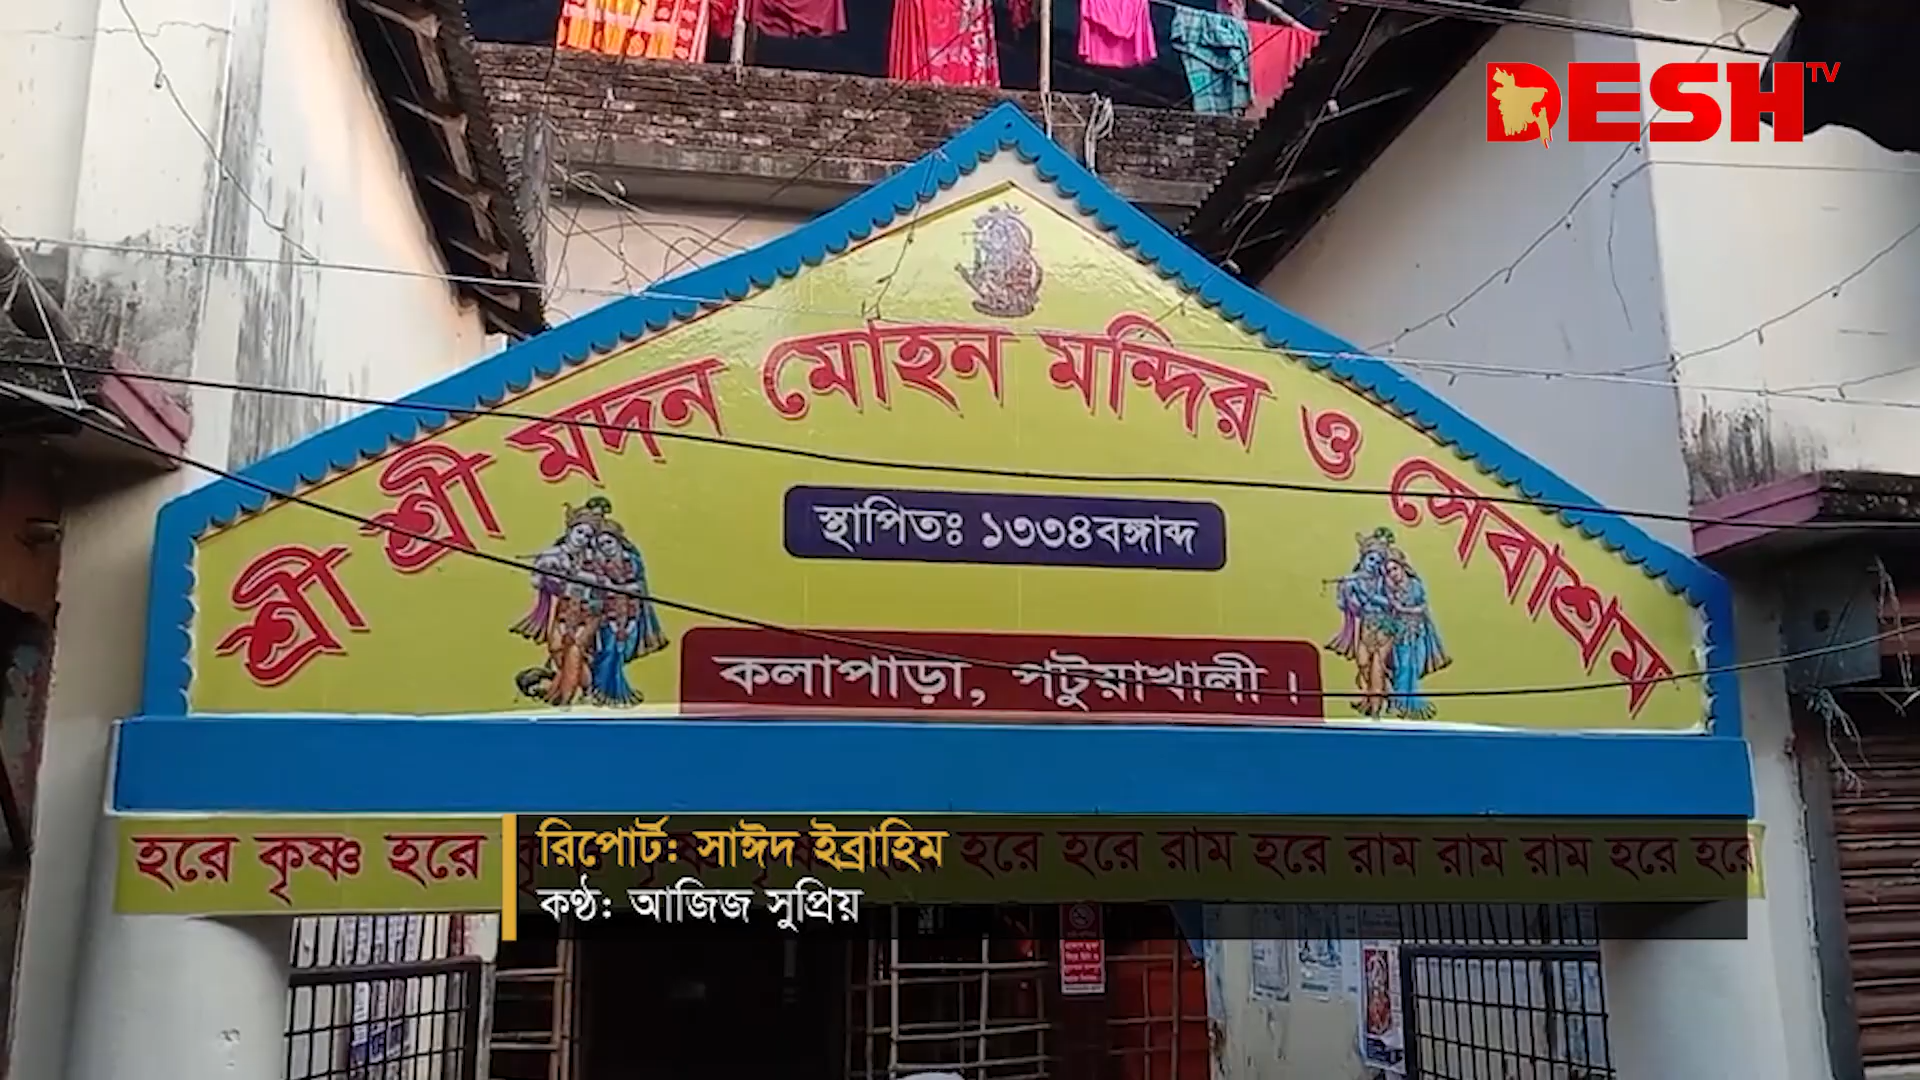 DESH TV
শ্রী শ্রী মদন মোহন মন্দির ও সেবাশ্রম
স্থাপিতঃ ১৩৩৪বঙ্গাব্দ
কলাপাড়া, পটুয়াখালী।
হরে কৃষ্ণ হরে কৃষ্ণ কৃষ্ণ কৃষ্ণ হরে হরে হরে রাম হরে রাম রাম রাম হরে হরে
রিপোর্ট: সাঈদ ইব্রাহিম
কণ্ঠ: আজিজ সুপ্রিয়